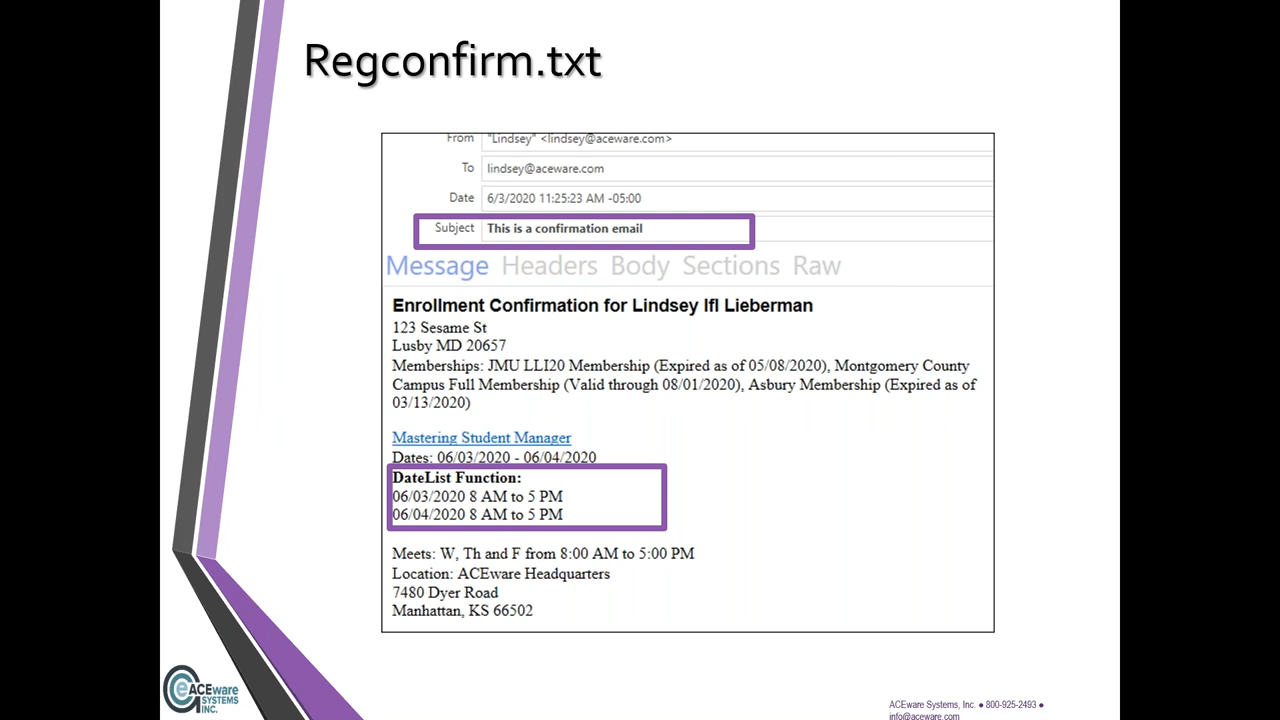 Regconfirm.txt
From "Lindsey" <lindsey@aceware.com>
To lindsey@aceware.com
Date 6/3/2020 11:25:23 AM -05:00
Subject This is a confirmation email
Message Headers Body Sections Raw
Enrollment Confirmation for Lindsey lfl Lieberman
123 Sesame St
Lusby MD 20657
Memberships: JMU LLI20 Membership (Expired as of 05/08/2020), Montgomery County
Campus Full Membership (Valid through 08/01/2020), Asbury Membership (Expired as of
03/13/2020)
Mastering Student Manager
Dates: 06/03/2020 - 06/04/2020
DateList Function:
06/03/2020 8 AM to 5 PM
06/04/2020 8 AM to 5 PM
Meets: W, Th and F from 8:00 AM to 5:00 PM
Location: ACEware Headquarters
7480 Dyer Road
Manhattan, KS 66502
ACEware
SYSTEMS
INC.
ACEware Systems, Inc. ● 800-925-2493 ●
info@aceware.com